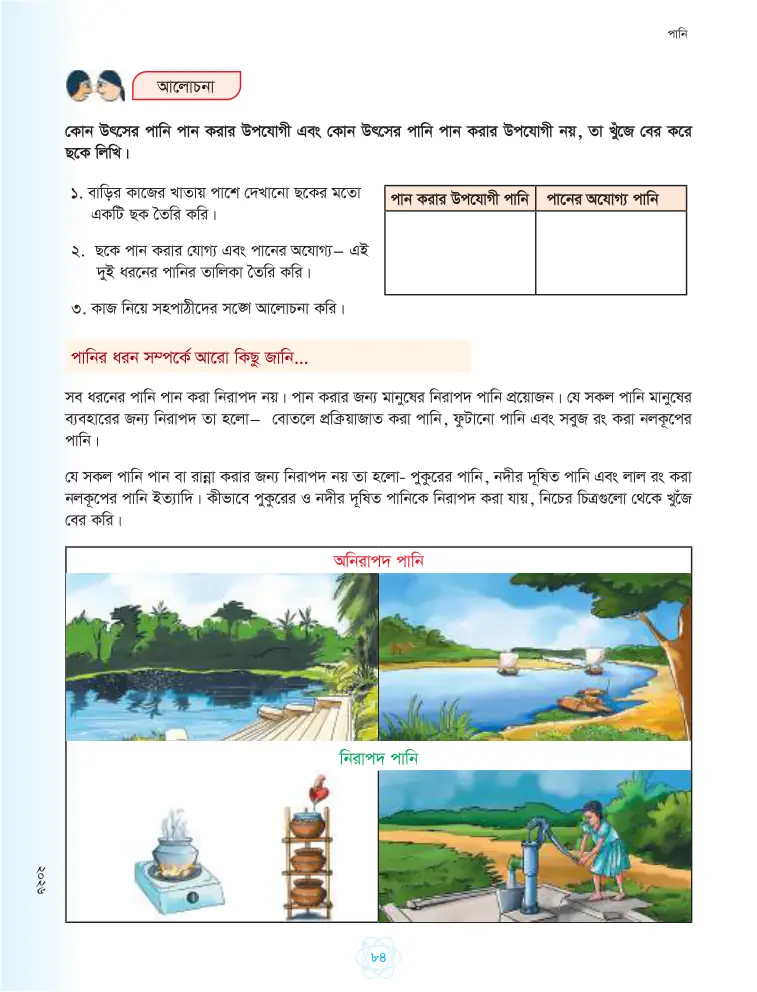 পানি
আলোচনা
কোন উৎসের পানি পান করার উপযোগী এবং কোন উৎসের পানি পান করার উপযোগী নয়, তা খুঁজে বের করে
ছকে লিখি।
১. বাড়ির কাজের খাতায় পাশে দেখানো ছকের মতো
একটি ছক তৈরি করি।
২. ছকে পান করার যোগ্য এবং পানের অযোগ্য– এই
দুই ধরনের পানির তালিকা তৈরি করি।
৩. কাজ নিয়ে সহপাঠীদের সঙ্গে আলোচনা করি।
পান করার উপযোগী পানি পানের অযোগ্য পানি
পানির ধরন সম্পর্কে আরো কিছু জানি...
সব ধরনের পানি পান করা নিরাপদ নয়। পান করার জন্য মানুষের নিরাপদ পানি প্রয়োজন। যে সকল পানি মানুষের
ব্যবহারের জন্য নিরাপদ তা হলো– বোতলে প্রক্রিয়াজাত করা পানি, ফুটানো পানি এবং সবুজ রং করা নলকূপের
পানি।
যে সকল পানি পান বা রান্না করার জন্য নিরাপদ নয় তা হলো- পুকুরের পানি, নদীর দূষিত পানি এবং লাল রং করা
নলকূপের পানি ইত্যাদি। কীভাবে পুকুরের ও নদীর দূষিত পানিকে নিরাপদ করা যায়, নিচের চিত্রগুলো থেকে খুঁজে
বের করি।
অনিরাপদ পানি
নিরাপদ পানি
২০২৫
৮৪